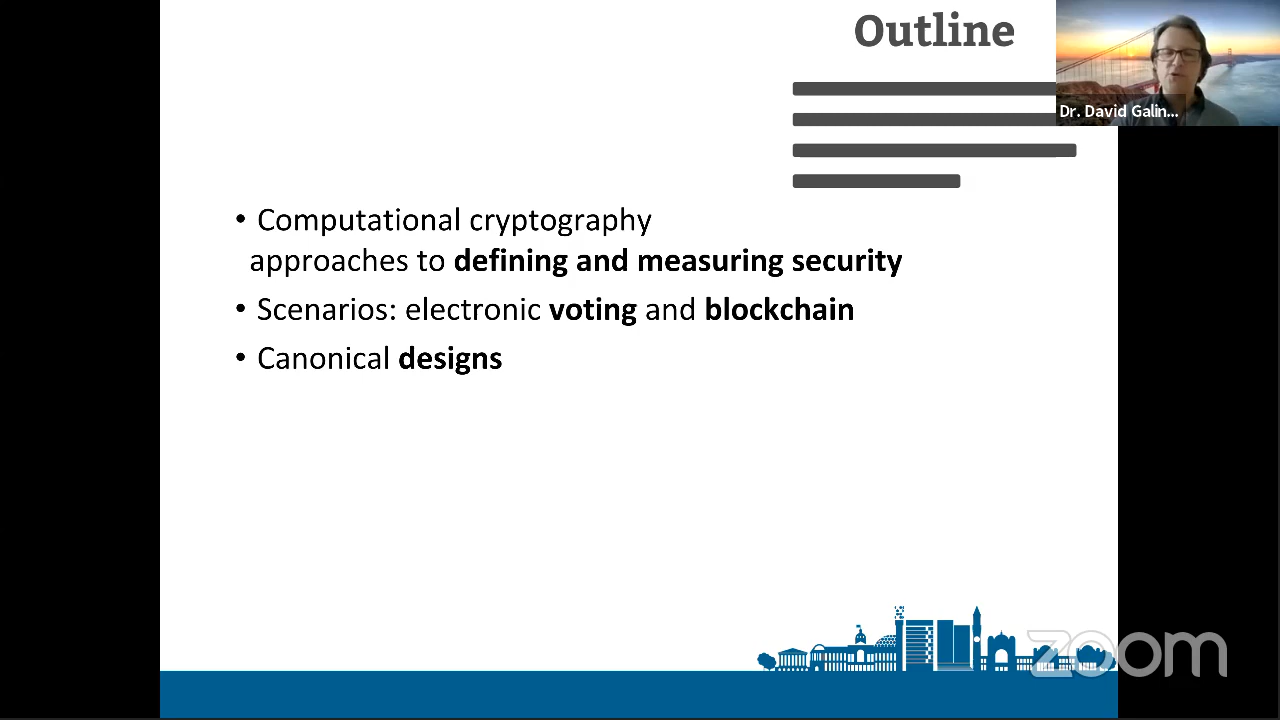 Outline
Dr. David Galin...
• Computational cryptography
approaches to defining and measuring security
• Scenarios: electronic voting and blockchain
• Canonical designs
zoom